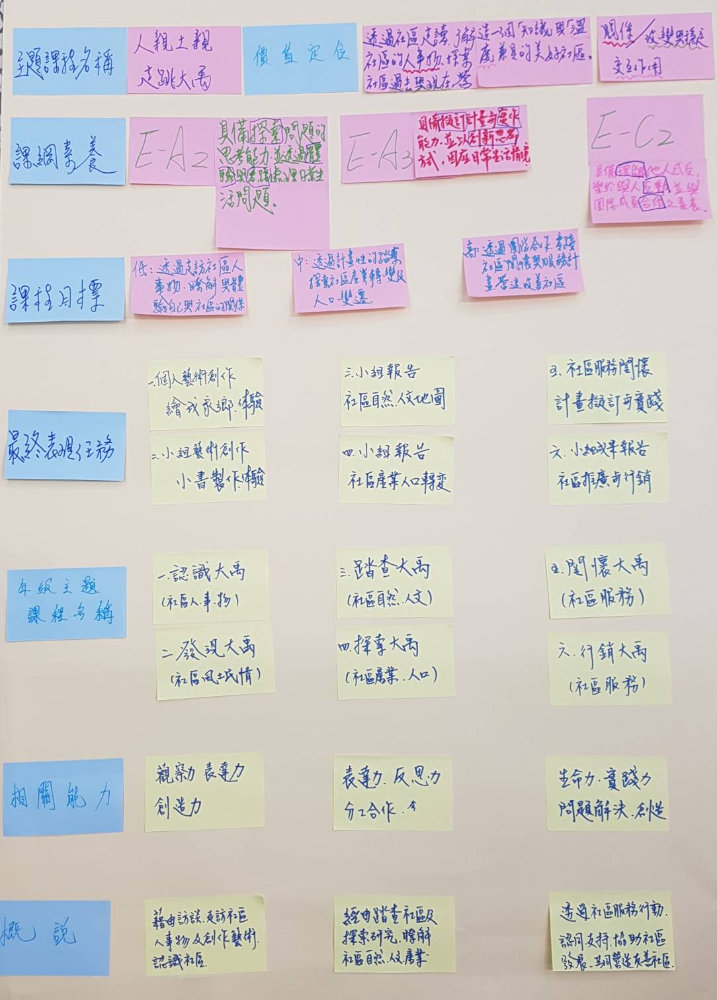 主題課程名稱
人親土親
走跳大禹
價值定位
透過社區走讀,了解
社區的人事物,探索
社區過去與現在,營
造一個「知識」與「溫
度」兼具的美好社區。
關係/改變與穩定
交互作用
課綱素養
E-A2
具備探索問題的
思考能力,並透過體
驗與實踐處理日常生
活問題。
E-A3
具備擬訂計畫與實作
能力,並以創新思考
方式,因應日常生活情境
E-C2
具備理解他人感受,
樂於與人互動,並與
團隊成員合作之素養。
課程目標
低:透過走訪社區人
事物,瞭解與體
驗自己與社區的關係
中:透過計畫性的踏察
探索社區產業轉變及
人口變遷.
高:透過團隊合作,實踐
社區關懷與服務計
畫營造改善社區
最終表現任務
一.個人藝術創作
繪我家鄉.体驗
三.小組報告
社區自然.人文地圖
五.社區服務關懷
計畫擬訂与實踐
二.小組藝術創作
小書製作.体驗
四.小組報告
社區產業人口轉變
六.小組成果報告
社區推廣与行銷
年級主題
課程名稱
一.認識大禹
(社區人.事.物)
三.踏查大禹
(社區自然.人文)
五.關懷大禹
(社區服務)
二.發現大禹
(社區風土民情)
四.探索大禹
(社區產業.人口)
六.行銷大禹
(社區服務)
相關能力
觀察力 表達力
創造力
表達力.反思力
分工合作.
生命力.實踐力
問題解決.創造
概說
藉由訪談.走訪社區
人事物及創作藝術.
認識社區.
經由踏查社區及
探索研究.瞭解
社區自然.人文.產業
透過社區服務行動.
認同.支持.協助社區
發展.共同營造友善社區.